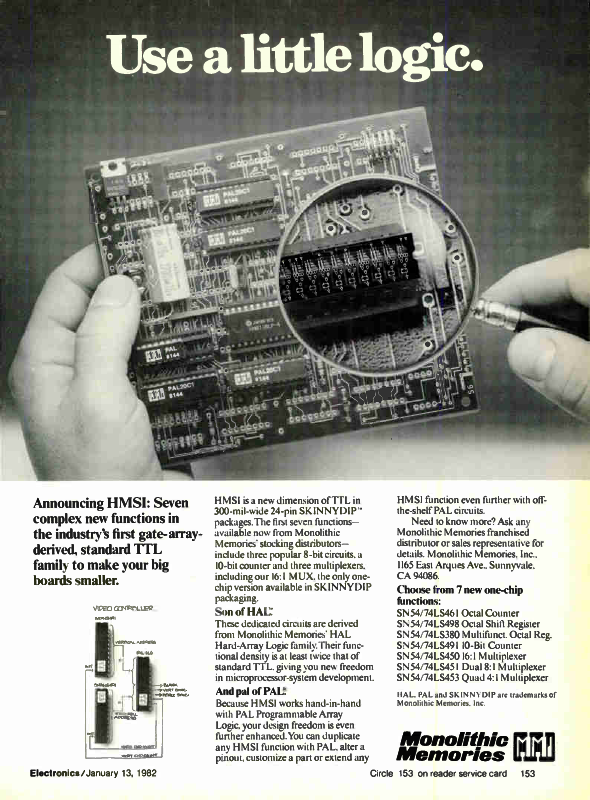 Use a little logic.
PAL20C1
8144
PAL20C1
PAL
8144
PAL20C1
8144
PAL20C1
Announcing HMSI: Seven
complex new functions in
the industry's first gate-array-
derived, standard TTL
family to make your big
boards smaller.
VIDEO CONTROLLER
HMSI is a new dimension of TTL in
300-mil-wide 24-pin SKINNYDIP™
packages. The first seven functions—
available now from Monolithic
Memories' stocking distributors—
include three popular 8-bit circuits, a
10-bit counter and three multiplexers,
including our 16:1 MUX, the only one-
chip version available in SKINNYDIP
packaging.
Son of HAL™
These dedicated circuits are derived
from Monolithic Memories' HAL
Hard-Array Logic family. Their func-
tional density is at least twice that of
standard TTL, giving you new freedom
in microprocessor-system development.
And pal of PAL®
Because HMSI works hand-in-hand
with PAL Programmable Array
Logic, your design freedom is even
further enhanced. You can duplicate
any HMSI function with PAL, alter a
pinout, customize a part or extend any
HMSI function even further with off-
the-shelf PAL circuits.
Need to know more? Ask any
Monolithic Memories franchised
distributor or sales representative for
details. Monolithic Memories, Inc.,
1165 East Arques Ave., Sunnyvale,
CA 94086.
Choose from 7 new one-chip
functions:
SN54/74LS461 Octal Counter
SN54/74LS498 Octal Shift Register
SN54/74LS380 Multifunct. Octal Reg.
SN54/74LS491 10-Bit Counter
SN54/74LS450 16:1 Multiplexer
SN54/74LS451 Dual 8:1 Multiplexer
SN54/74LS453 Quad 4:1 Multiplexer
HAL, PAL and SKINNYDIP are trademarks of
Monolithic Memories, Inc.
Monolithic
Memories MMI
Electronics/January 13, 1982
Circle 153 on reader service card 153